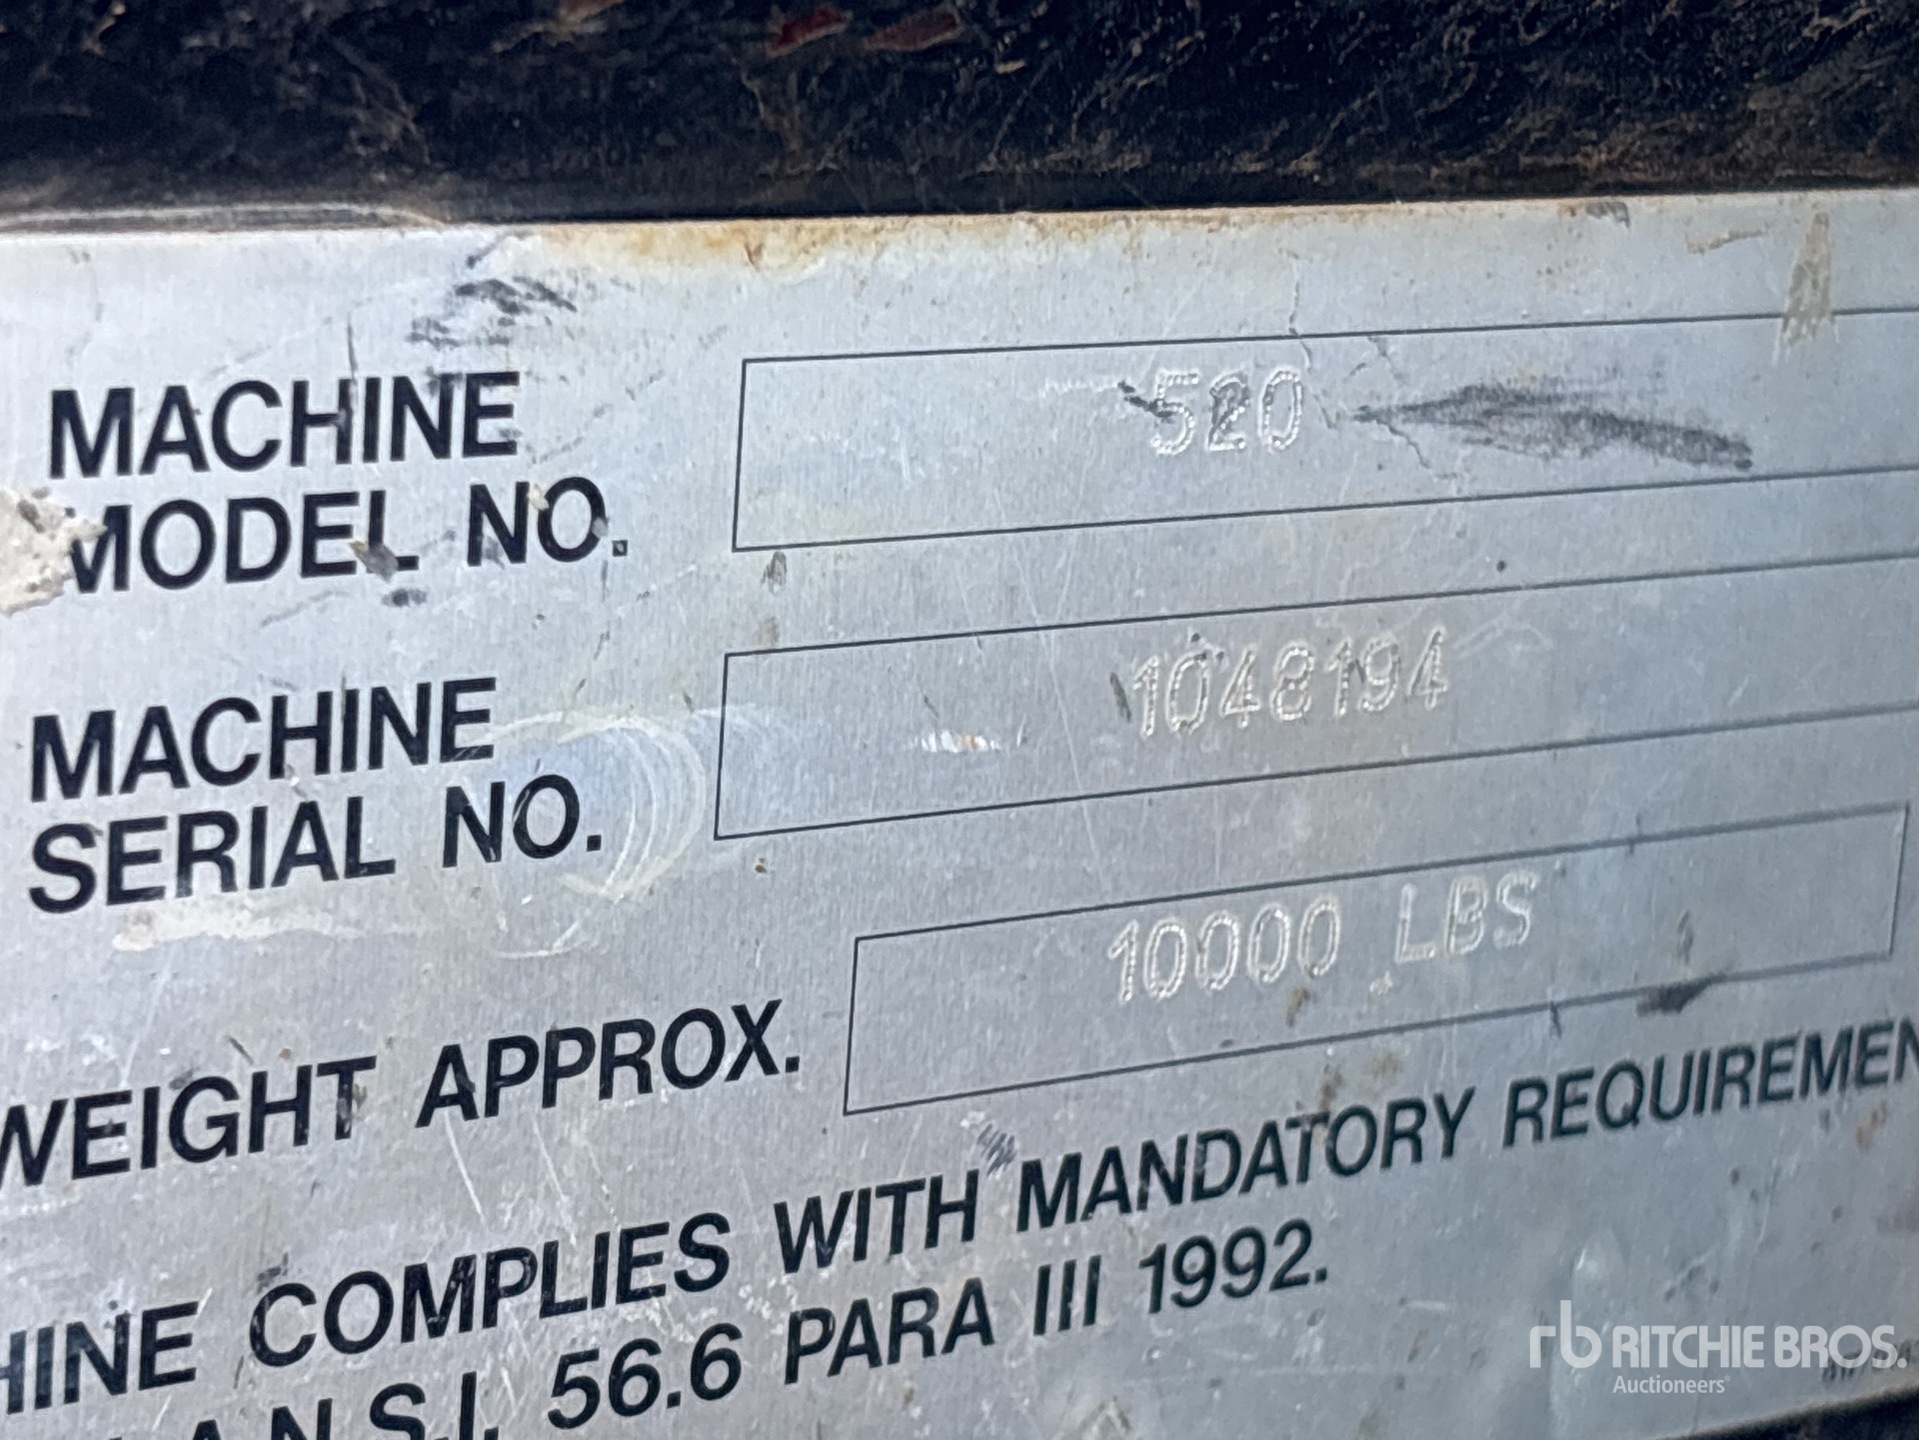 MACHINE 520
MODEL NO.
MACHINE 1048194
SERIAL NO.
WEIGHT APPROX. 10000 LBS
HINE COMPLIES WITH MANDATORY REQUIREMEN
A.N.S.I. 56.6 PARA III 1992.
rb RITCHIE BROS.
Auctioneers